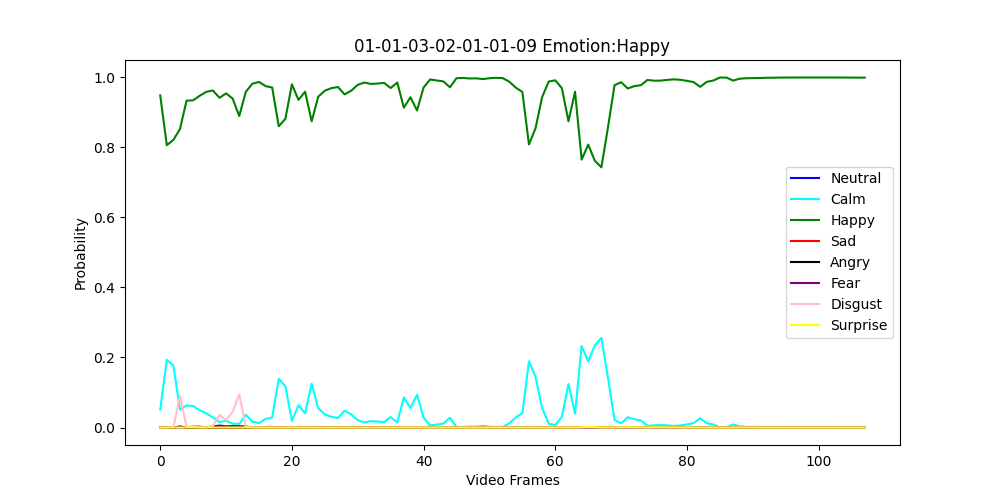 01-01-03-02-01-01-09 Emotion:Happy
Probability
1.0
0.8
0.6
0.4
0.2
0.0
0
20
40
60
80
100
Video Frames
Neutral
Calm
Happy
Sad
Angry
Fear
Disgust
Surprise